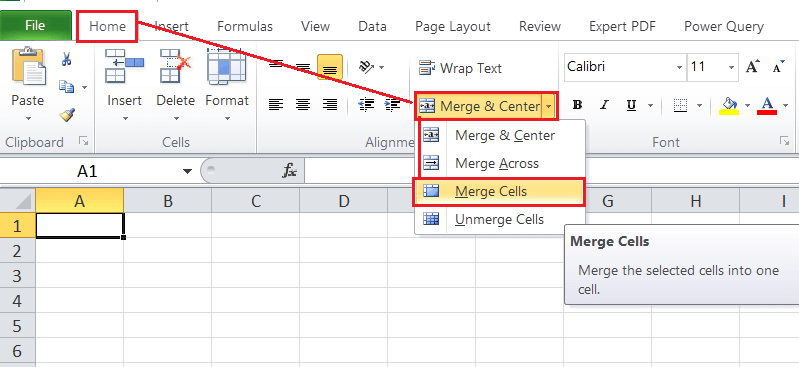 File Home Insert Formulas View Data Page Layout Review Expert PDF Power Query
Wrap Text
Calibri 11
Paste Insert Delete Format
Merge & Center
B I U A
Clipboard Cells Alignme Font
Merge & Center
Merge Across
Merge Cells
Unmerge Cells
A1 fx
A B C D G H I
1
2
3
4
5
6
Merge Cells
Merge the selected cells into one
cell.